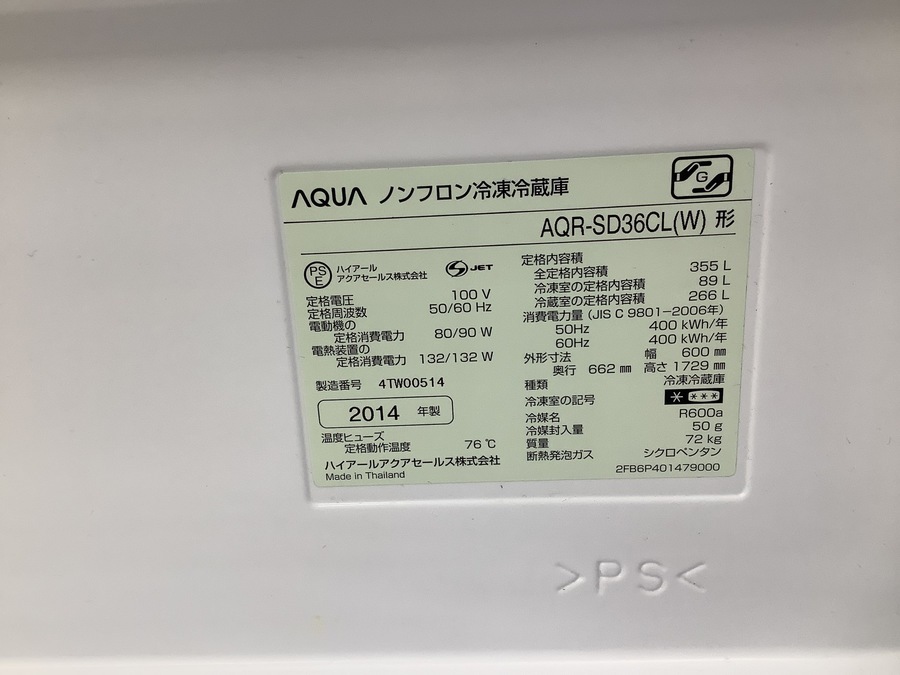 AQUA ノンフロン冷凍冷蔵庫
G
AQR-SD36CL(W) 形
PS E ハイアール アクアセールス株式会社 S JET
定格電圧 100 V
定格周波数 50/60 Hz
電動機の
定格消費電力 80/90 W
電熱装置の
定格消費電力 132/132 W
製造番号 4TW00514
2014 年製
温度ヒューズ
定格動作温度 76 ℃
ハイアールアクアセールス株式会社
Made in Thailand
定格内容積
全定格内容積 355 L
冷凍室の定格内容積 89 L
冷蔵室の定格内容積 266 L
消費電力量 (JIS C 9801-2006年)
50Hz 400 kWh/年
60Hz 400 kWh/年
外形寸法 幅 600 ㎜
奥行 662 ㎜ 高さ 1729 ㎜
種類 冷凍冷蔵庫
冷凍室の記号 * ***
冷媒名 R600a
冷媒封入量 50 g
質量 72 kg
断熱発泡ガス シクロペンタン
2FB6P401479000
>PS<